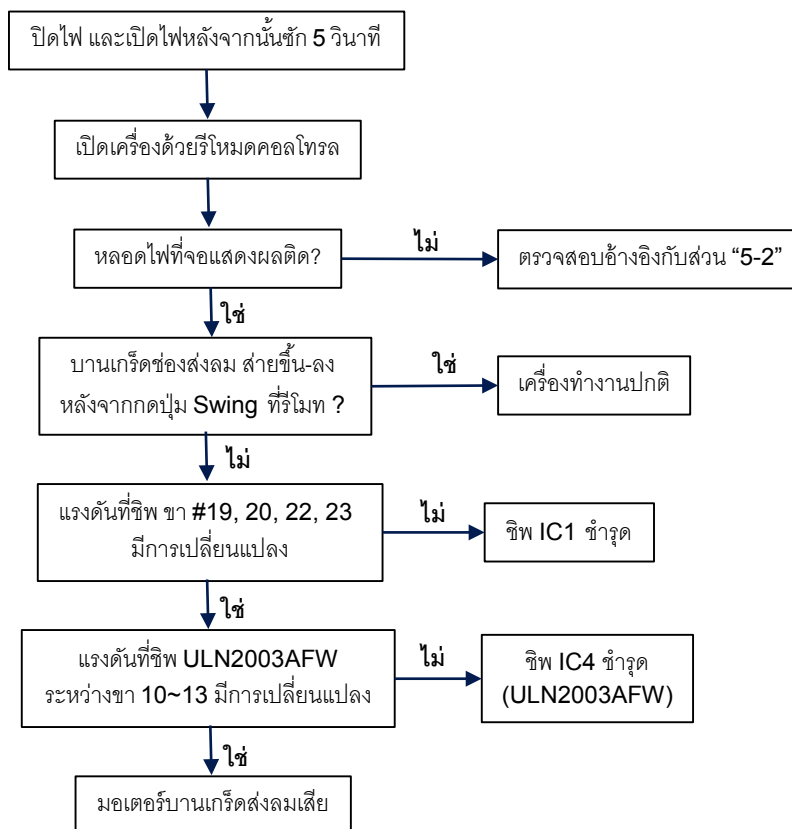 ปิดไฟ และเปิดไฟหลังจากนั้นซัก 5 วินาที
เปิดเครื่องด้วยรีโหมดคอลโทรล
หลอดไฟที่จอแสดงผลติด?
ไม่
ตรวจสอบอ้างอิงกับส่วน “5-2”
ใช่
บานเกร็ดช่องส่งลม ส่ายขึ้น-ลง
หลังจากกดปุ่ม Swing ที่รีโมท ?
ใช่
เครื่องทำงานปกติ
ไม่
แรงดันที่ชิพ ขา #19, 20, 22, 23
มีการเปลี่ยนแปลง
ไม่
ชิพ IC1 ชำรุด
ใช่
แรงดันที่ชิพ ULN2003AFW
ระหว่างขา 10~13 มีการเปลี่ยนแปลง
ไม่
ชิพ IC4 ชำรุด
(ULN2003AFW)
ใช่
มอเตอร์บานเกร็ดส่งลมเสีย